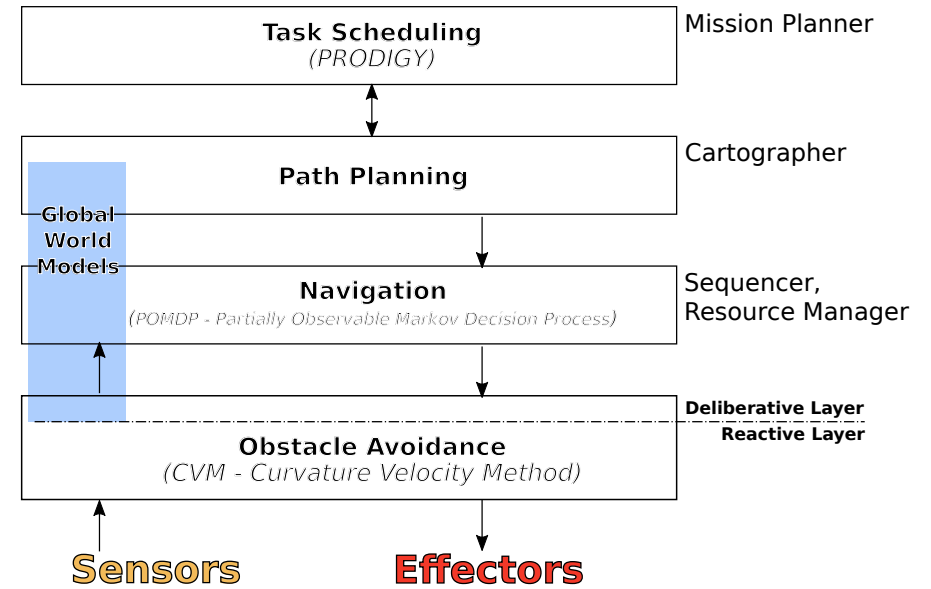 Task Scheduling
(PRODIGY)
Mission Planner
Path Planning
Cartographer
Global
World
Models
Navigation
(POMDP - Partially Observable Markov Decision Process)
Sequencer,
Resource Manager
Deliberative Layer
Reactive Layer
Obstacle Avoidance
(CVM - Curvature Velocity Method)
Sensors
Effectors